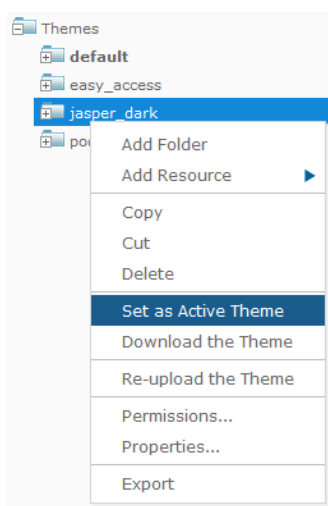 Themes
default
easy_access
jasper_dark
Add Folder
Add Resource
Copy
Cut
Delete
Set as Active Theme
Download the Theme
Re-upload the Theme
Permissions...
Properties...
Export